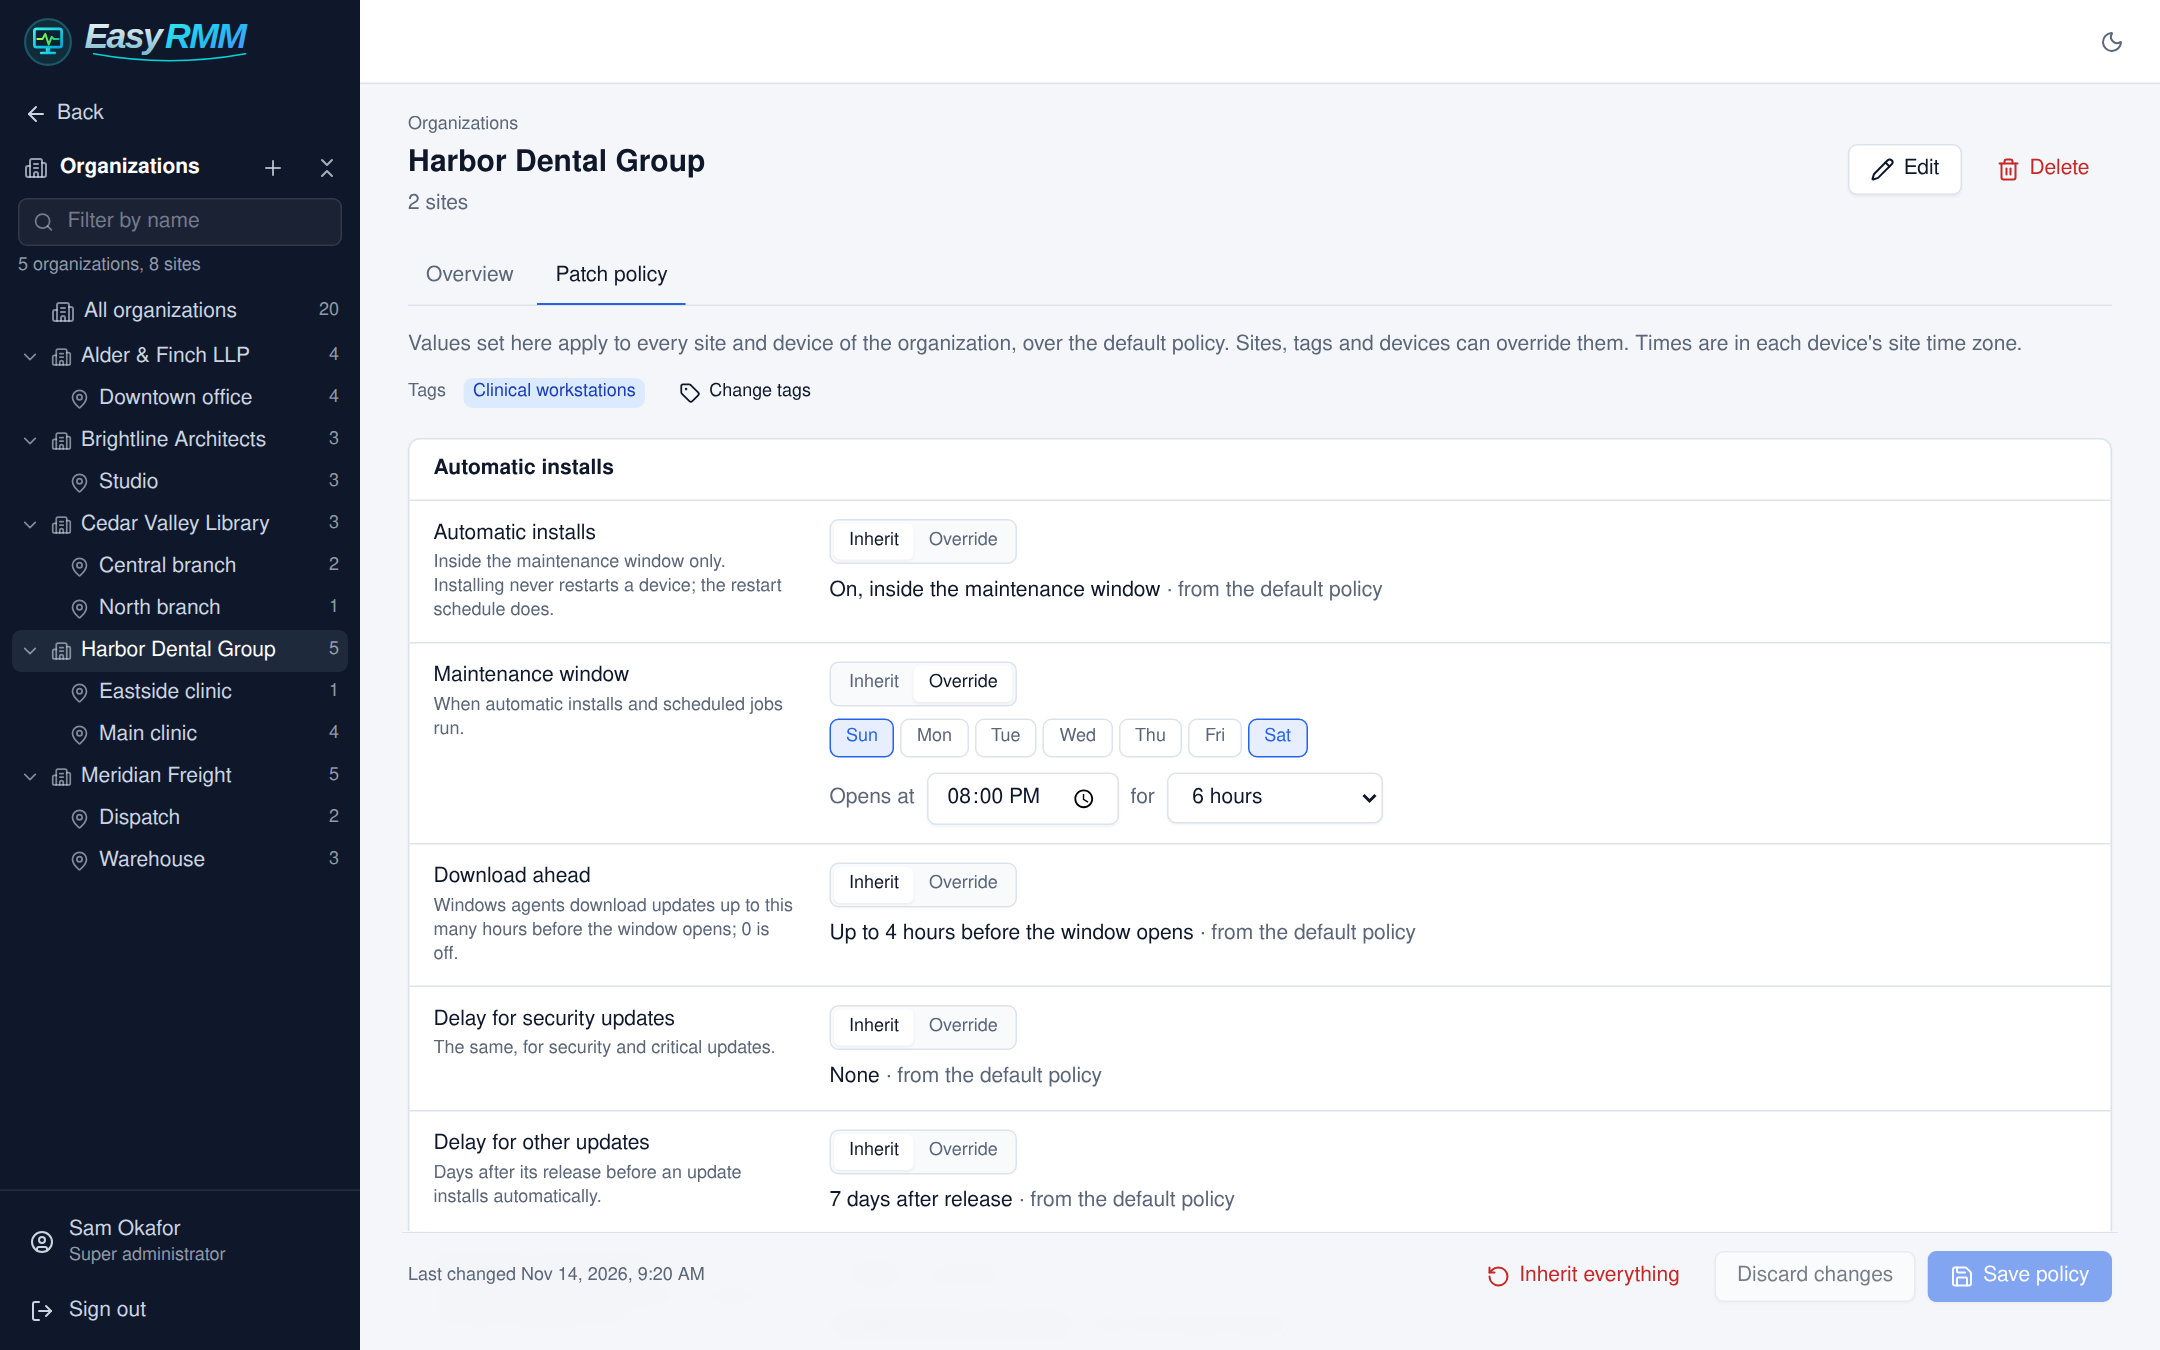 EasyRMM
Back
Organizations
Filter by name
5 organizations, 8 sites
All organizations 20
Alder & Finch LLP 4
Downtown office 4
Brightline Architects 3
Studio 3
Cedar Valley Library 3
Central branch 2
North branch 1
Harbor Dental Group 5
Eastside clinic 1
Main clinic 4
Meridian Freight 5
Dispatch 2
Warehouse 3
Sam Okafor
Super administrator
Sign out
Organizations
Harbor Dental Group
2 sites
Edit Delete
Overview Patch policy
Values set here apply to every site and device of the organization, over the default policy. Sites, tags and devices can override them. Times are in each device's site time zone.
Tags Clinical workstations Change tags
Automatic installs
Automatic installs
Inside the maintenance window only.
Installing never restarts a device; the restart
schedule does.
Inherit Override
On, inside the maintenance window · from the default policy
Maintenance window
When automatic installs and scheduled jobs
run.
Inherit Override
Sun Mon Tue Wed Thu Fri Sat
Opens at 08:00 PM for 6 hours
Download ahead
Windows agents download updates up to this
many hours before the window opens; 0 is
off.
Inherit Override
Up to 4 hours before the window opens · from the default policy
Delay for security updates
The same, for security and critical updates.
Inherit Override
None · from the default policy
Delay for other updates
Days after its release before an update
installs automatically.
Inherit Override
7 days after release · from the default policy
Last changed Nov 14, 2026, 9:20 AM
Inherit everything Discard changes Save policy